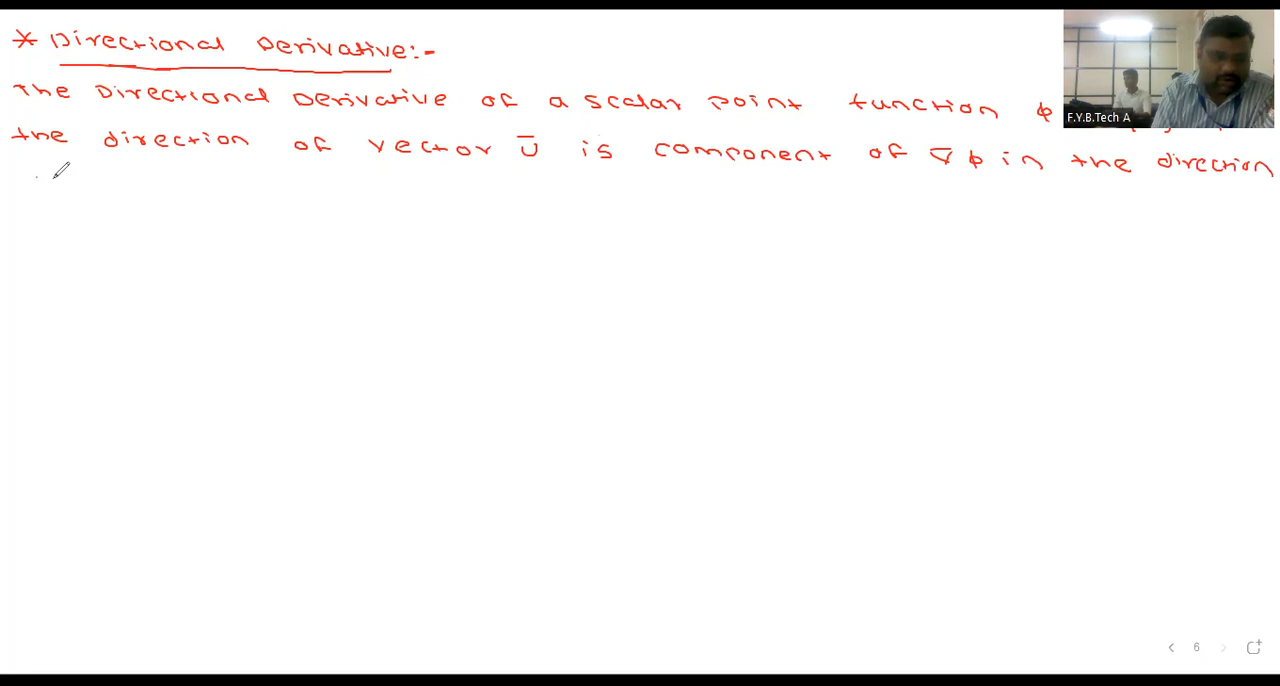 * Directional Derivative:-
The Directional Derivative of a scalar point function φ
the direction of vector ū is component of ∇φ in the direction
F.Y.B.Tech A
6